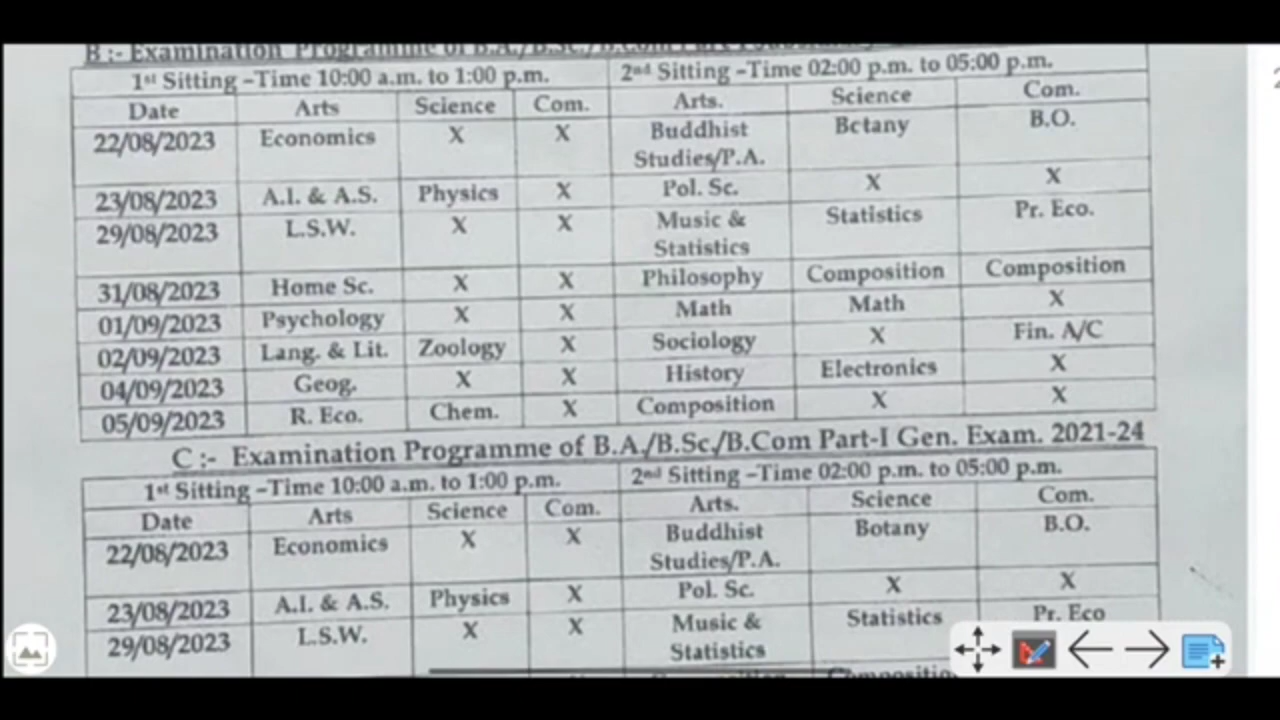 B :- Examination Programme of B.A./B.Sc./B.Com Part-I
1st Sitting –Time 10:00 a.m. to 1:00 p.m. 2nd Sitting –Time 02:00 p.m. to 05:00 p.m.
Date Arts Science Com. Arts. Science Com.
22/08/2023 Economics X X Buddhist Bctany B.O.
Studies/P.A.
23/08/2023 A.I. & A.S. Physics X Pol. Sc. X X
29/08/2023 L.S.W. X X Music & Statistics Pr. Eco.
Statistics
31/08/2023 Home Sc. X X Philosophy Composition Composition
01/09/2023 Psychology X X Math Math X
02/09/2023 Lang. & Lit. Zoology X Sociology X Fin. A/C
04/09/2023 Geog. X X History Electronics X
05/09/2023 R. Eco. Chem. X Composition X X
C :- Examination Programme of B.A./B.Sc./B.Com Part-I Gen. Exam. 2021-24
1st Sitting –Time 10:00 a.m. to 1:00 p.m. 2nd Sitting –Time 02:00 p.m. to 05:00 p.m.
Date Arts Science Com. Arts. Science Com.
22/08/2023 Economics X X Buddhist Botany B.O.
Studies/P.A.
23/08/2023 A.I. & A.S. Physics X Pol. Sc. X X
29/08/2023 L.S.W. X X Music & Statistics Pr. Eco
Statistics